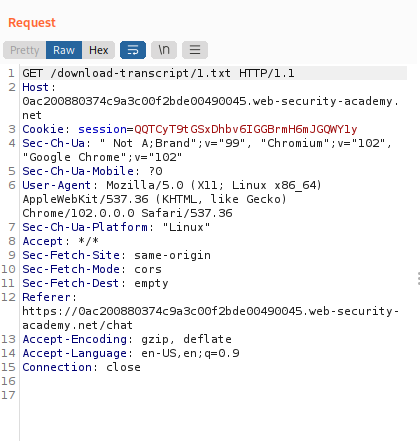 Request
Pretty Raw Hex \n
1 GET /download-transcript/1.txt HTTP/1.1
2 Host:
0ac200880374c9a3c00f2bde00490045.web-security-academy.
net
3 Cookie: session=QQTCyT9tGSxDhbv6IGGBrmH6mJGQWY1y
4 Sec-Ch-Ua: " Not A;Brand";v="99", "Chromium";v="102",
"Google Chrome";v="102"
5 Sec-Ch-Ua-Mobile: ?0
6 User-Agent: Mozilla/5.0 (X11; Linux x86_64)
AppleWebKit/537.36 (KHTML, like Gecko)
Chrome/102.0.0.0 Safari/537.36
7 Sec-Ch-Ua-Platform: "Linux"
8 Accept: */*
9 Sec-Fetch-Site: same-origin
10 Sec-Fetch-Mode: cors
11 Sec-Fetch-Dest: empty
12 Referer:
https://0ac200880374c9a3c00f2bde00490045.web-security-
academy.net/chat
13 Accept-Encoding: gzip, deflate
14 Accept-Language: en-US,en;q=0.9
15 Connection: close
16
17